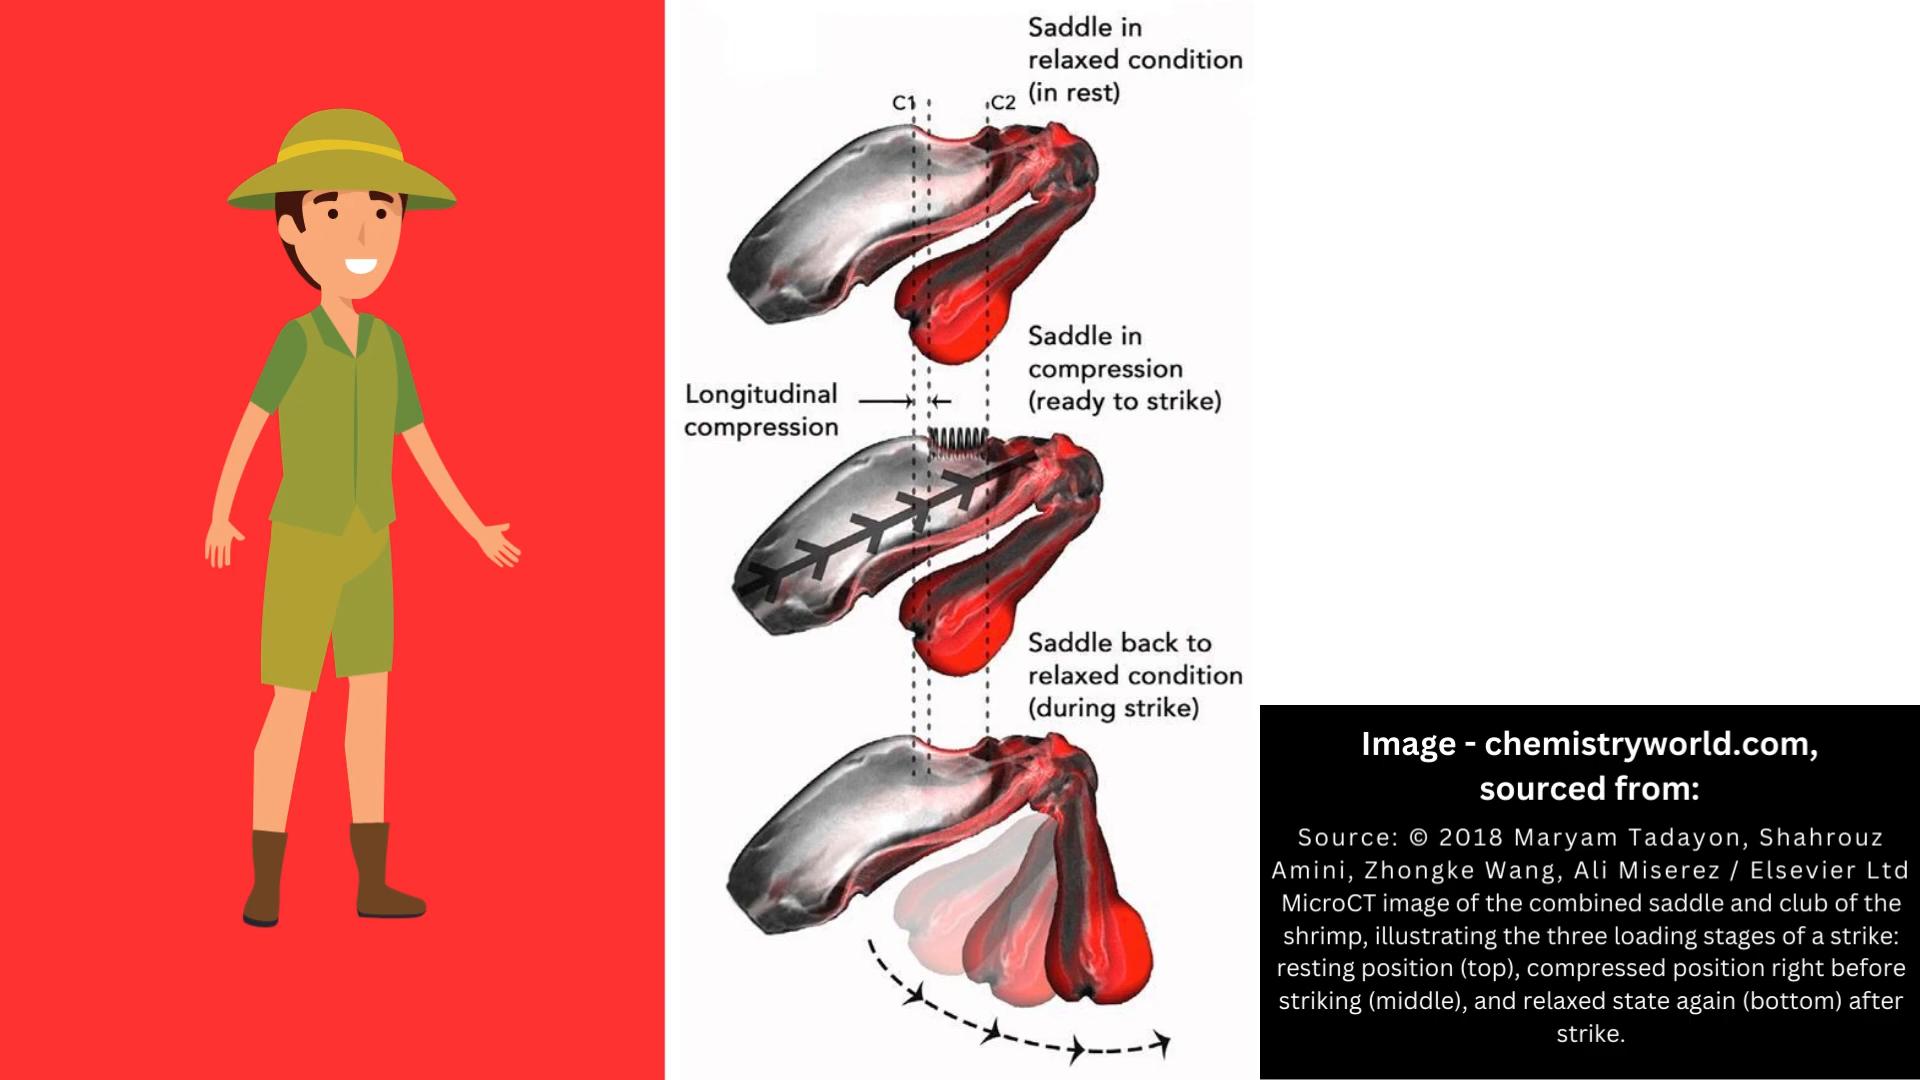 Saddle in
relaxed condition
(in rest)
C1
C2
Saddle in
compression
(ready to strike)
Longitudinal
compression
Saddle back to
relaxed condition
(during strike)
Image - chemistryworld.com,
sourced from:
Source: © 2018 Maryam Tadayon, Shahrouz
Amini, Zhongke Wang, Ali Miserez / Elsevier Ltd
MicroCT image of the combined saddle and club of the
shrimp, illustrating the three loading stages of a strike:
resting position (top), compressed position right before
striking (middle), and relaxed state again (bottom) after
strike.